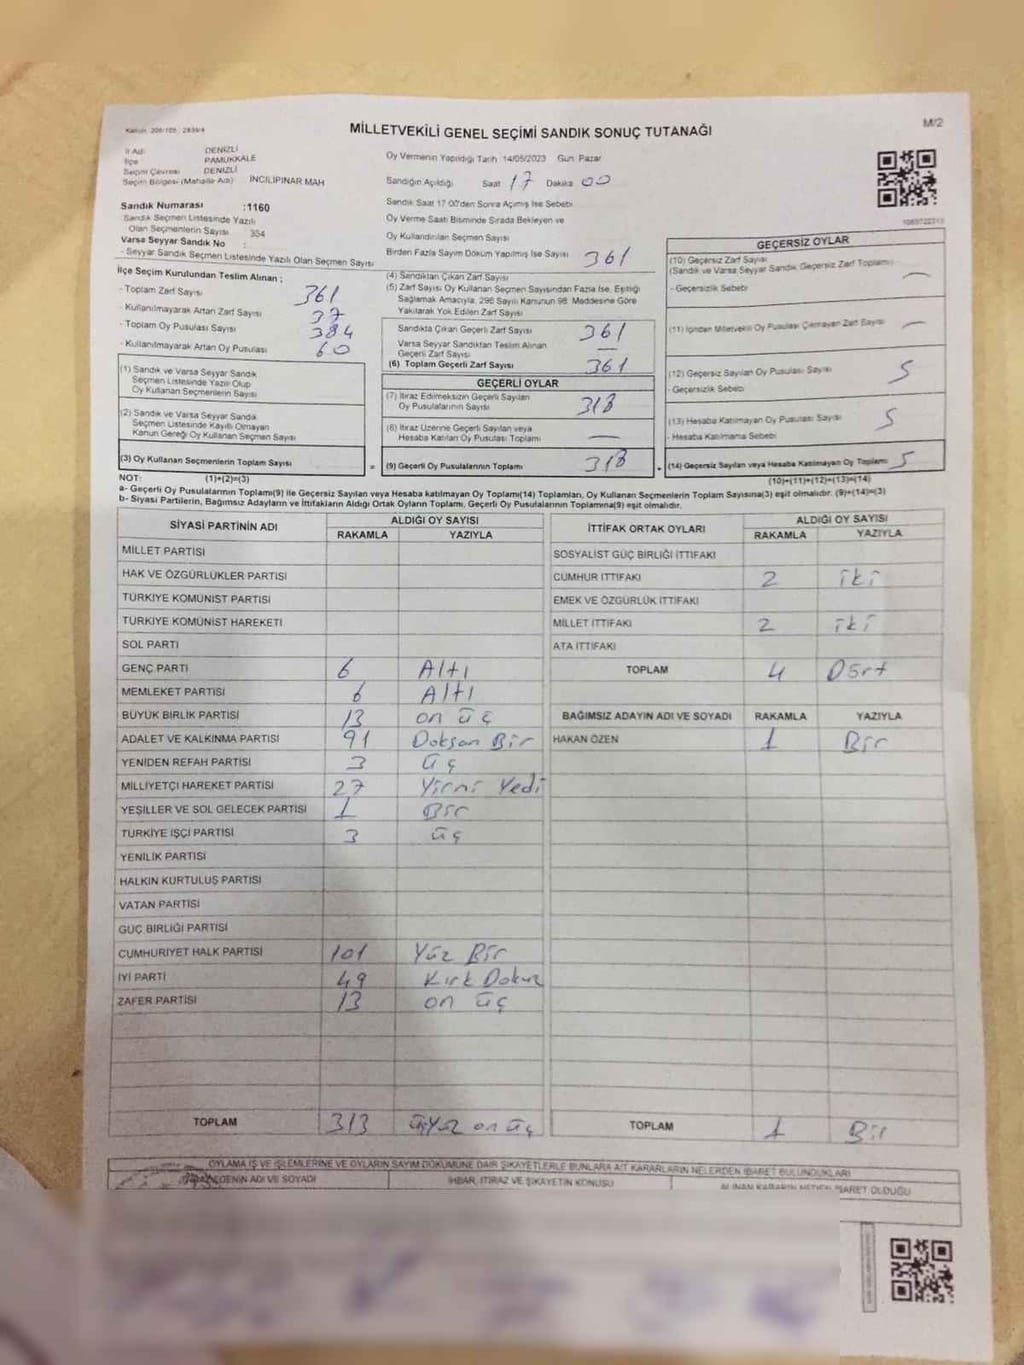 MİLLETVEKİLİ GENEL SEÇİMİ SANDIK SONUÇ TUTANAĞI
M/2
İl Adı DENİZLİ
İlçe PAMUKKALE
Seçim Çevresi DENİZLİ
Seçim Bölgesi (Mahalle Adı) İNCİLİPINAR MAH
Sandık Numarası :1160
Sandık Seçmen Listesinde Yazılı
Olan Seçmenlerin Sayısı 354
Varsa Seyyar Sandık No :
- Seyyar Sandık Seçmen Listesinde Yazılı Olan Seçmen Sayısı
Oy Vermenin Yapıldığı Tarih 14/05/2023 Gün Pazar
Sandığın Açıldığı Saat 17 Dakika 00
Sandık Saat 17 00'den Sonra Açımış İse Sebebi
Oy Verme Saati Bitiminde Sırada Bekleyen ve
Oy Kullandırılan Seçmen Sayısı
Birden Fazla Sayım Döküm Yapılmış İse Sayısı 361
İlçe Seçim Kurulundan Teslim Alınan ;
- Toplam Zarf Sayısı 361
- Kullanılmayarak Artan Zarf Sayısı 37
- Toplam Oy Pusulası Sayısı 384
- Kullanılmayarak Artan Oy Pusulası 60
(1) Sandık ve Varsa Seyyar Sandık
Seçmen Listesinde Yazılı Olup
Oy Kullanan Seçmenlerin Sayısı
(2) Sandık ve Varsa Seyyar Sandık
Seçmen Listesinde Kayıtlı Olmayan
Kanun Gereği Oy Kullanan Seçmen Sayısı
(3) Oy Kullanan Seçmenlerin Toplam Sayısı
(4) Sandıktan Çıkan Zarf Sayısı
(5) Zarf Sayısı Oy Kullanan Seçmen Sayısından Fazla İse, Eşitliği
Sağlamak Amacıyla, 298 Sayılı Kanunun 98. Maddesine Göre
Yakılarak Yok Edilen Zarf Sayısı
Sandıkta Çıkan Geçerli Zarf Sayısı 361
Varsa Seyyar Sandıktan Teslim Alınan
Geçerli Zarf Sayısı —
(6) Toplam Geçerli Zarf Sayısı 361
GEÇERLİ OYLAR
(7) İtiraz Edilmeksizin Geçerli Sayılan
Oy Pusulalarının Sayısı 318
(8) İtiraz Üzerine Geçerli Sayılan veya
Hesaba Katılan Oy Pusulası Toplamı —
= (9) Geçerli Oy Pusulalarının Toplamı 318
GEÇERSİZ OYLAR
(10) Geçersiz Zarf Sayısı
(Sandık ve Varsa Seyyar Sandık Geçersiz Zarf Toplamı) —
- Geçersizlik Sebebi
(11) İçinden Milletvekili Oy Pusulası Çıkmayan Zarf Sayısı —
(12) Geçersiz Sayılan Oy Pusulası Sayısı 5
- Geçersizlik Sebebi
(13) Hesaba Katılmayan Oy Pusulası Sayısı 5
- Hesaba Katılmama Sebebi
(14) Geçersiz Sayılan veya Hesaba Katılmayan Oy Toplamı 5
NOT: (1)+(2)=(3) (10)+(11)+(12)+(13)=(14)
a- Geçerli Oy Pusulalarının Toplamı(9) ile Geçersiz Sayılan veya Hesaba katılmayan Oy Toplamı(14) Toplamları, Oy Kullanan Seçmenlerin Toplam Sayısına(3) eşit olmalıdır. (9)+(14)=(3)
b- Siyasi Partilerin, Bağımsız Adayların ve İttifakların Aldığı Ortak Oyların Toplamı, Geçerli Oy Pusulalarının Toplamına(9) eşit olmalıdır.
SİYASİ PARTİNİN ADI ALDIĞI OY SAYISI
RAKAMLA YAZIYLA
MİLLET PARTİSİ
HAK VE ÖZGÜRLÜKLER PARTİSİ
TÜRKİYE KOMÜNİST PARTİSİ
TÜRKİYE KOMÜNİST HAREKETİ
SOL PARTİ
GENÇ PARTİ 6 Altı
MEMLEKET PARTİSİ 6 Altı
BÜYÜK BİRLİK PARTİSİ 13 on üç
ADALET VE KALKINMA PARTİSİ 91 Doksan Bir
YENİDEN REFAH PARTİSİ 3 üç
MİLLİYETÇİ HAREKET PARTİSİ 27 Yirmi Yedi
YEŞİLLER VE SOL GELECEK PARTİSİ 1 Bir
TÜRKİYE İŞÇİ PARTİSİ 3 üç
YENİLİK PARTİSİ
HALKIN KURTULUŞ PARTİSİ
VATAN PARTİSİ
GÜÇ BİRLİĞİ PARTİSİ
CUMHURİYET HALK PARTİSİ 101 Yüz Bir
İYİ PARTİ 49 Kırk Dokuz
ZAFER PARTİSİ 13 on üç
TOPLAM 313 üçyüz on üç
İTTİFAK ORTAK OYLARI ALDIĞI OY SAYISI
RAKAMLA YAZIYLA
SOSYALİST GÜÇ BİRLİĞİ İTTİFAKI
CUMHUR İTTİFAKI 2 iki
EMEK VE ÖZGÜRLÜK İTTİFAKI
MİLLET İTTİFAKI 2 iki
ATA İTTİFAKI
TOPLAM 4 Dört
BAĞIMSIZ ADAYIN ADI VE SOYADI RAKAMLA YAZIYLA
HAKAN ÖZEN 1 Bir
TOPLAM 1 Bir
OYLAMA İŞ VE İŞLEMLERİNE VE OYLARIN SAYIM DÖKÜMÜNE DAİR ŞİKAYETLERLE BUNLARA AİT KARARLARIN NELERDEN İBARET BULUNDUKLARI
ADI VE SOYADI
İHBAR, İTİRAZ VE ŞİKAYETİN KONUSU
ALINAN KARARIN NEDEN İBARET OLDUĞU